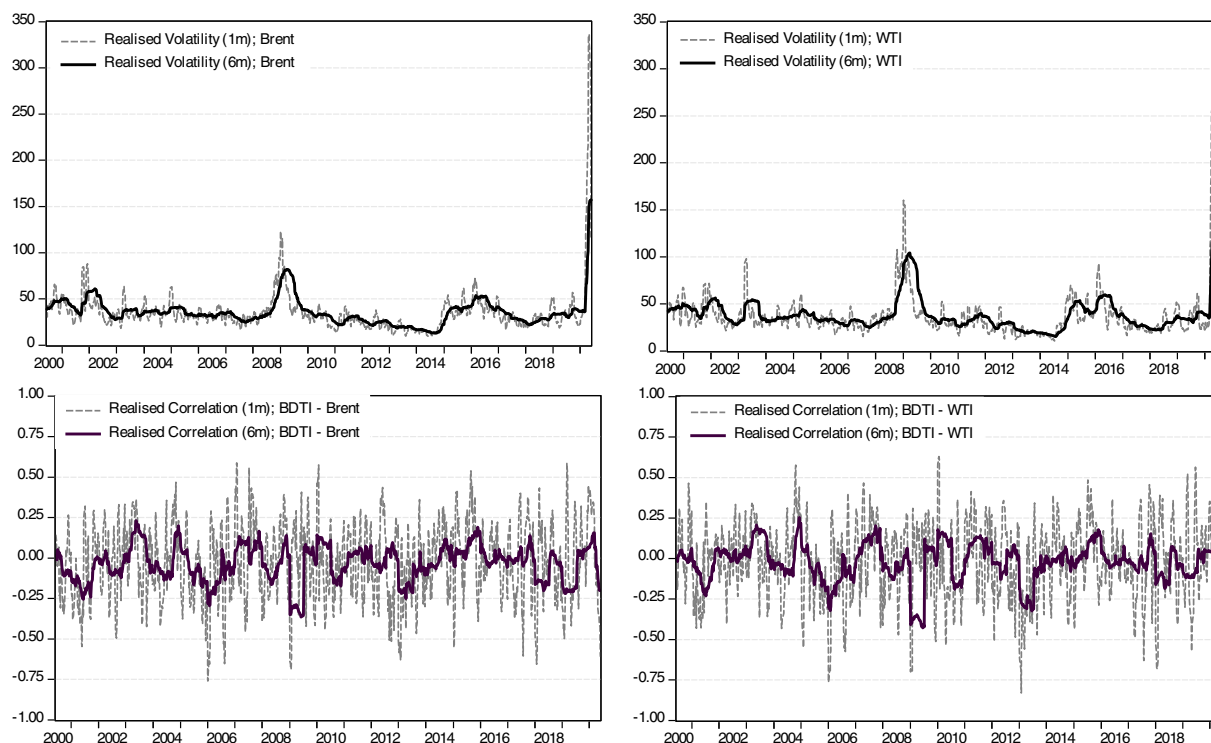 350
300
250
200
150
100
50
0
Realised Volatility (1m); Brent
Realised Volatility (6m); Brent
2000 2002 2004 2006 2008 2010 2012 2014 2016 2018
350
300
250
200
150
100
50
0
Realised Volatility (1m); WTI
Realised Volatility (6m); WTI
2000 2002 2004 2006 2008 2010 2012 2014 2016 2018
1.00
0.75
0.50
0.25
0.00
-0.25
-0.50
-0.75
-1.00
Realised Correlation (1m); BDTI - Brent
Realised Correlation (6m); BDTI - Brent
2000 2002 2004 2006 2008 2010 2012 2014 2016 2018
1.00
0.75
0.50
0.25
0.00
-0.25
-0.50
-0.75
-1.00
Realised Correlation (1m); BDTI - WTI
Realised Correlation (6m); BDTI - WTI
2000 2002 2004 2006 2008 2010 2012 2014 2016 2018